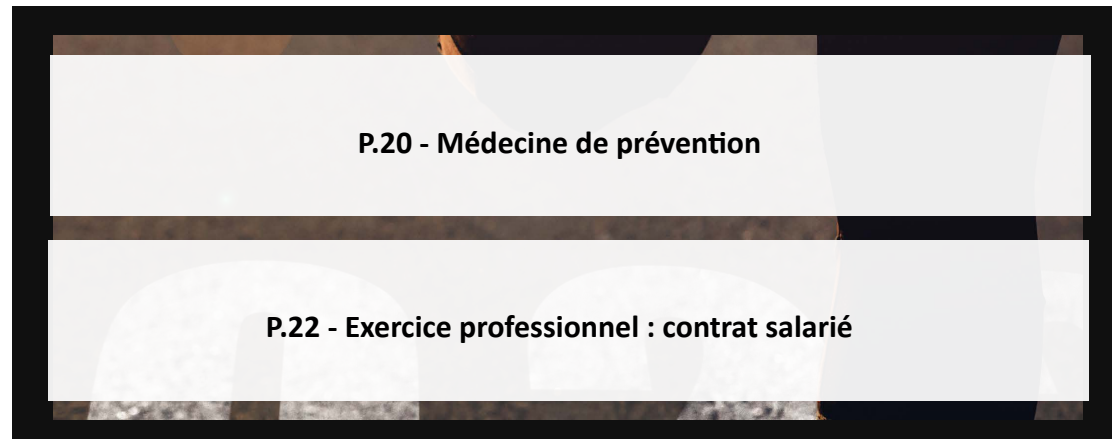 P.20 - Médecine de prévention
P.22 - Exercice professionnel : contrat salarié